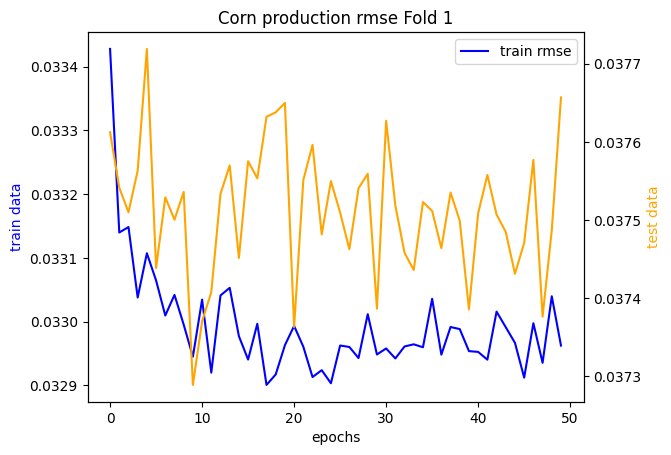 Corn production rmse Fold 1
train rmse
0.0334
0.0333
0.0332
0.0331
0.0330
0.0329
train data
0.0377
0.0376
0.0375
0.0374
0.0373
test data
0 10 20 30 40 50
epochs